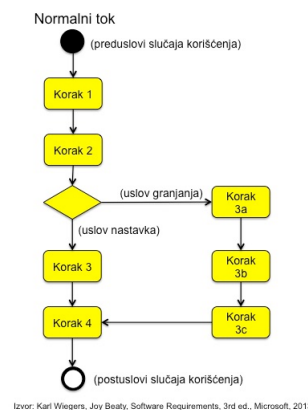 Normalni tok
(preduslovi slučaja korišćenja)
Korak 1
Korak 2
(uslov granjanja)
Korak
3a
(uslov nastavka)
Korak 3
Korak
3b
Korak 4
Korak
3c
(postuslovi slučaja korišćenja)
Izvor: Karl Wiegers, Joy Beaty, Software Requirements, 3rd ed., Microsoft, 201